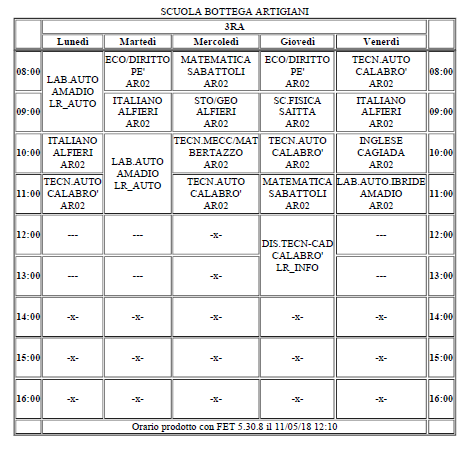 SCUOLA BOTTEGA ARTIGIANI
3RA
Lunedì Martedì Mercoledì Giovedì Venerdì
08:00 LAB.AUTO AMADIO LR_AUTO ECO/DIRITTO PE' AR02 MATEMATICA SABATTOLI AR02 ECO/DIRITTO PE' AR02 TECN.AUTO CALABRO' AR02 08:00
09:00 ITALIANO ALFIERI AR02 STO/GEO ALFIERI AR02 SC.FISICA SAITTA AR02 ITALIANO ALFIERI AR02 09:00
10:00 ITALIANO ALFIERI AR02 LAB.AUTO AMADIO LR_AUTO TECN.MECC/MAT BERTAZZO AR02 TECN.AUTO CALABRO' AR02 INGLESE CAGIADA AR02 10:00
11:00 TECN.AUTO CALABRO' AR02 TECN.AUTO CALABRO' AR02 MATEMATICA SABATTOLI AR02 LAB.AUTO.IBRIDE AMADIO AR02 11:00
12:00 --- --- -x- DIS.TECN-CAD CALABRO' LR_INFO --- 12:00
13:00 --- --- -x- --- 13:00
14:00 -x- -x- -x- -x- -x- 14:00
15:00 -x- -x- -x- -x- -x- 15:00
16:00 -x- -x- -x- -x- -x- 16:00
Orario prodotto con FET 5.30.8 il 11/05/18 12:10